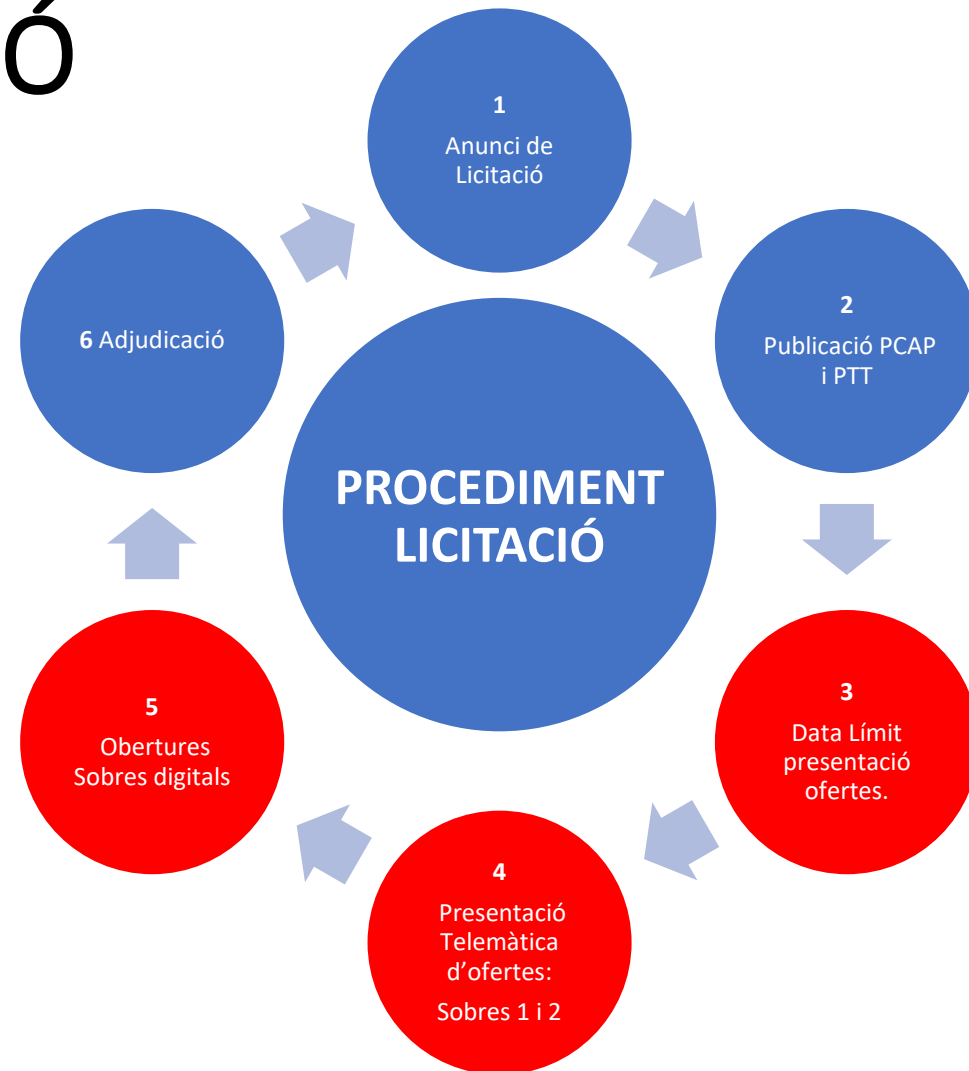 Ó
1
Anunci de
Licitació
2
Publicació PCAP
i PTT
3
Data Límit
presentació
ofertes.
4
Presentació
Telemàtica
d’ofertes:
Sobres 1 i 2
5
Obertures
Sobres digitals
6 Adjudicació
PROCEDIMENT
LICITACIÓ